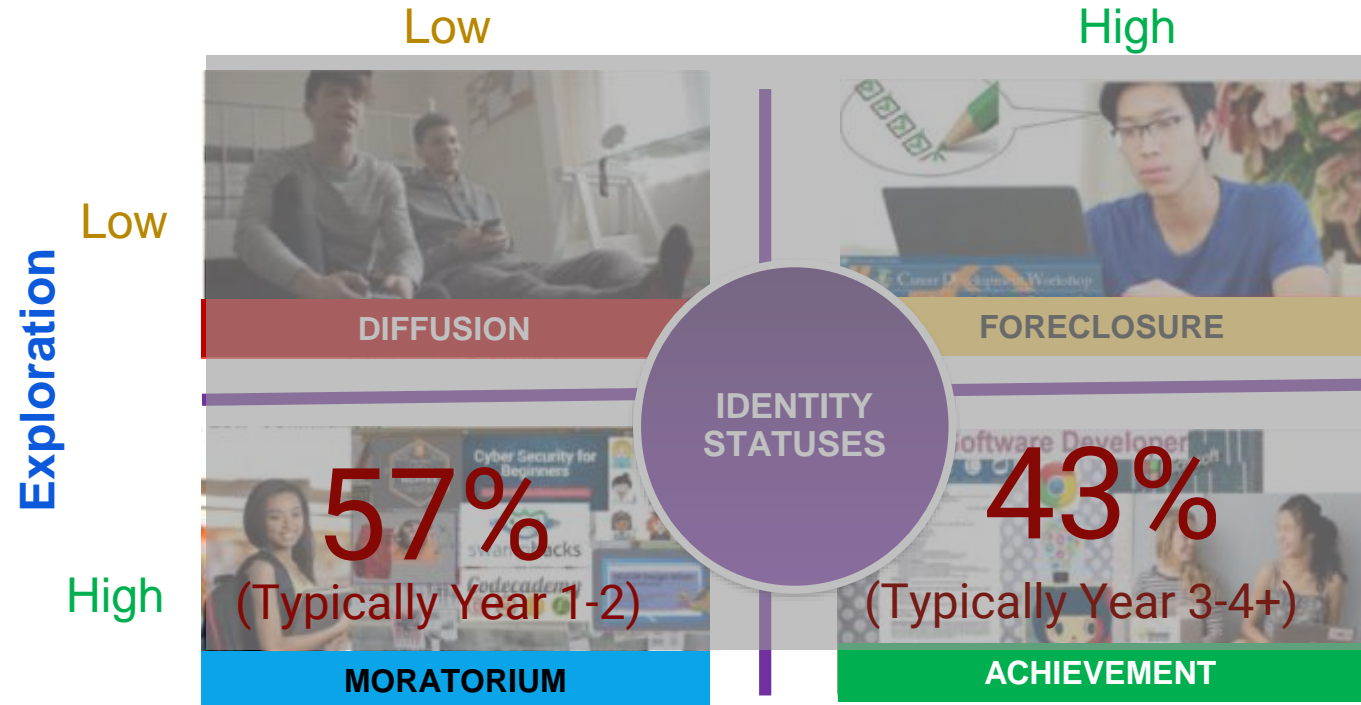 Low
High
Low
Exploration
High
DIFFUSION
FORECLOSURE
Career Development Workshop
IDENTITY
STATUSES
Cyber Security for
Beginners
57%
(Typically Year 1-2)
Codecademy
Software Developer
43%
(Typically Year 3-4+)
MORATORIUM
ACHIEVEMENT